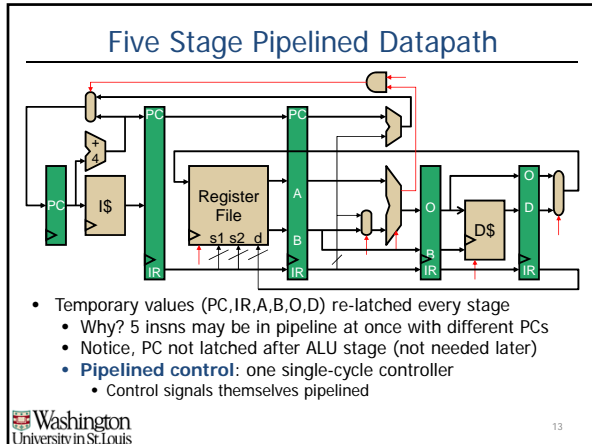 Five Stage Pipelined Datapath
PC
+
4
I$
PC
IR
Register
File
s1 s2 d
PC
A
B
IR
O
B
IR
D$
O
D
IR
PC
• Temporary values (PC,IR,A,B,O,D) re-latched every stage
• Why? 5 insns may be in pipeline at once with different PCs
• Notice, PC not latched after ALU stage (not needed later)
• Pipelined control: one single-cycle controller
• Control signals themselves pipelined
Washington
University in St.Louis
13